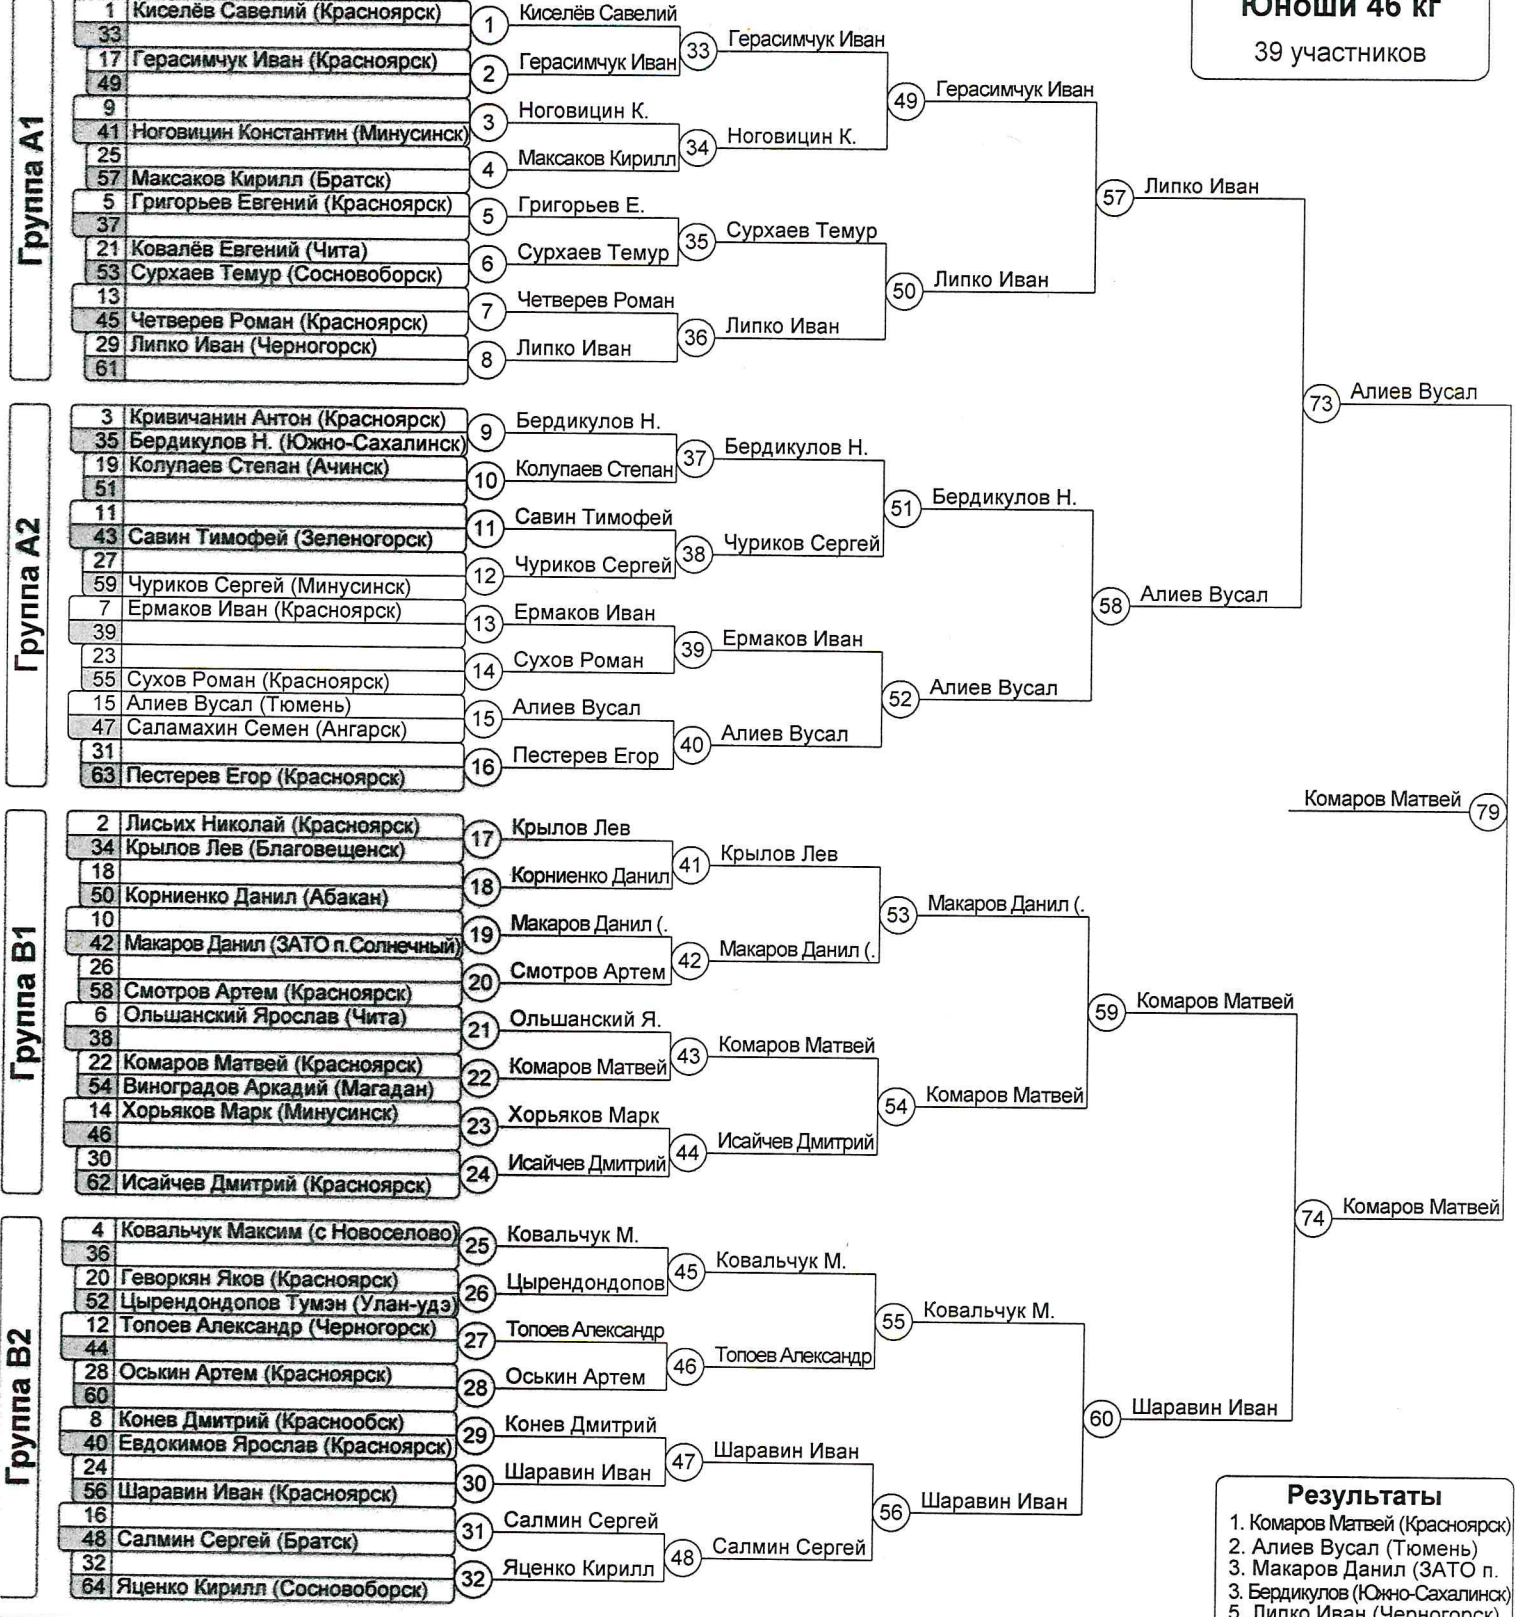 Юноши 46 кг
39 участников
Группа A1
1 Киселёв Савелий (Красноярск)
33
17 Герасимчук Иван (Красноярск)
49
9
41 Ноговицин Константин (Минусинск)
25
57 Максаков Кирилл (Братск)
5 Григорьев Евгений (Красноярск)
37
21 Ковалёв Евгений (Чита)
53 Сурхаев Темур (Сосновоборск)
13
45 Четверев Роман (Красноярск)
29 Липко Иван (Черногорск)
61
1 Киселёв Савелий
2 Герасимчук Иван
3 Ноговицин К.
4 Максаков Кирилл
5 Григорьев Е.
6 Сурхаев Темур
7 Четверев Роман
8 Липко Иван
33 Герасимчук Иван
34 Ноговицин К.
35 Сурхаев Темур
36 Липко Иван
49 Герасимчук Иван
50 Липко Иван
57 Липко Иван
Группа A2
3 Кривичанин Антон (Красноярск)
35 Бердикулов Н. (Южно-Сахалинск)
19 Колупаев Степан (Ачинск)
51
11
43 Савин Тимофей (Зеленогорск)
27
59 Чуриков Сергей (Минусинск)
7 Ермаков Иван (Красноярск)
39
23
55 Сухов Роман (Красноярск)
15 Алиев Вусал (Тюмень)
47 Саламахин Семен (Ангарск)
31
63 Пестерев Егор (Красноярск)
9 Бердикулов Н.
10 Колупаев Степан
11 Савин Тимофей
12 Чуриков Сергей
13 Ермаков Иван
14 Сухов Роман
15 Алиев Вусал
16 Пестерев Егор
37 Бердикулов Н.
38 Чуриков Сергей
39 Ермаков Иван
40 Алиев Вусал
51 Бердикулов Н.
52 Алиев Вусал
58 Алиев Вусал
73 Алиев Вусал
Комаров Матвей 79
Группа B1
2 Лисьих Николай (Красноярск)
34 Крылов Лев (Благовещенск)
18
50 Корниенко Данил (Абакан)
10
42 Макаров Данил (ЗАТО п.Солнечный)
26
58 Смотров Артем (Красноярск)
6 Ольшанский Ярослав (Чита)
38
22 Комаров Матвей (Красноярск)
54 Виноградов Аркадий (Магадан)
14 Хорьяков Марк (Минусинск)
46
30
62 Исайчев Дмитрий (Красноярск)
17 Крылов Лев
18 Корниенко Данил
19 Макаров Данил (.
20 Смотров Артем
21 Ольшанский Я.
22 Комаров Матвей
23 Хорьяков Марк
24 Исайчев Дмитрий
41 Крылов Лев
42 Макаров Данил (.
43 Комаров Матвей
44 Исайчев Дмитрий
53 Макаров Данил (.
54 Комаров Матвей
59 Комаров Матвей
74 Комаров Матвей
Группа B2
4 Ковальчук Максим (с Новоселово)
36
20 Геворкян Яков (Красноярск)
52 Цырендондопов Тумэн (Улан-удэ)
12 Топоев Александр (Черногорск)
44
28 Оськин Артем (Красноярск)
60
8 Конев Дмитрий (Краснообск)
40 Евдокимов Ярослав (Красноярск)
24
56 Шаравин Иван (Красноярск)
16
48 Салмин Сергей (Братск)
32
64 Яценко Кирилл (Сосновоборск)
25 Ковальчук М.
26 Цырендондопов
27 Топоев Александр
28 Оськин Артем
29 Конев Дмитрий
30 Шаравин Иван
31 Салмин Сергей
32 Яценко Кирилл
45 Ковальчук М.
46 Топоев Александр
47 Шаравин Иван
48 Салмин Сергей
55 Ковальчук М.
56 Шаравин Иван
60 Шаравин Иван
Результаты
1. Комаров Матвей (Красноярск)
2. Алиев Вусал (Тюмень)
3. Макаров Данил (ЗАТО п.
3. Бердикулов (Южно-Сахалинск)
5. Липко Иван (Черногорск)